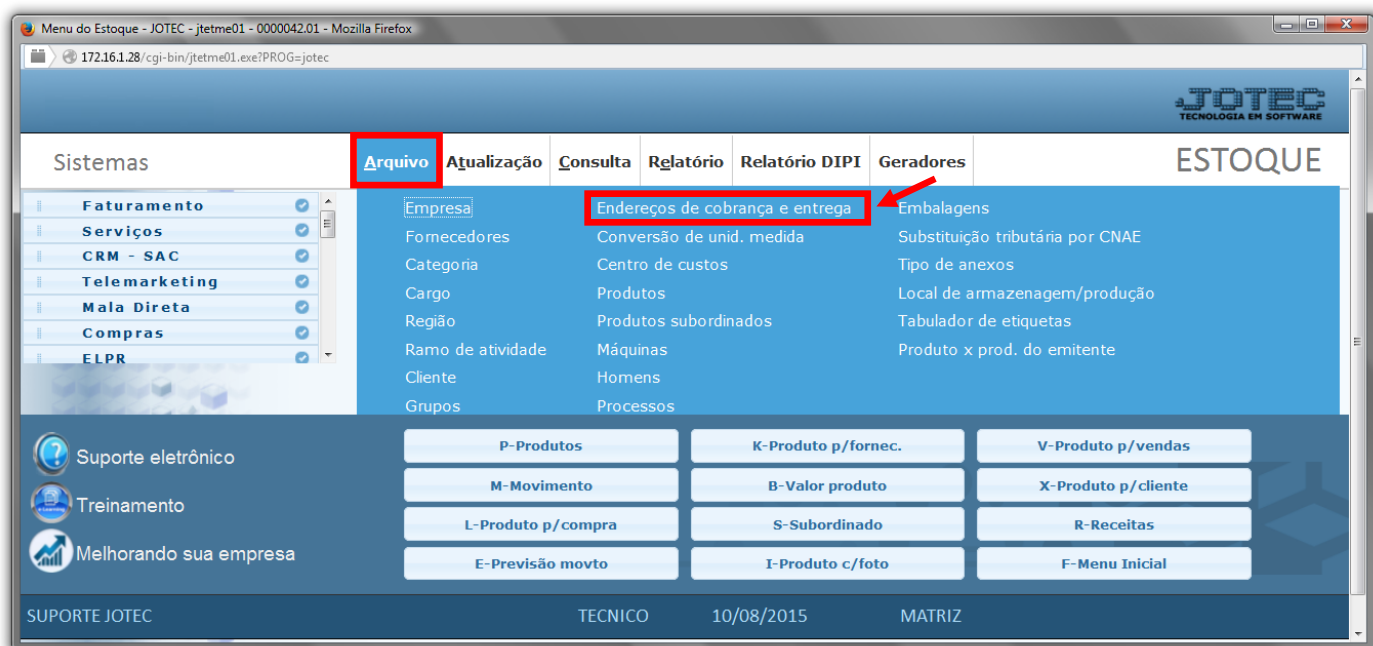 Menu do Estoque - JOTEC - jtetme01 - 0000042.01 - Mozilla Firefox
172.16.1.28/cgi-bin/jtetme01.exe?PROG=jotec
JOTEC
TECNOLOGIA EM SOFTWARE
Sistemas
Arquivo Atualização Consulta Relatório Relatório DIPI Geradores
ESTOQUE
Faturamento
Serviços
CRM - SAC
Telemarketing
Mala Direta
Compras
ELPR
Empresa
Fornecedores
Categoria
Cargo
Região
Ramo de atividade
Cliente
Grupos
Endereços de cobrança e entrega
Conversão de unid. medida
Centro de custos
Produtos
Produtos subordinados
Máquinas
Homens
Processos
Embalagens
Substituição tributária por CNAE
Tipo de anexos
Local de armazenagem/produção
Tabulador de etiquetas
Produto x prod. do emitente
Suporte eletrônico
Treinamento
Melhorando sua empresa
P-Produtos K-Produto p/fornec. V-Produto p/vendas
M-Movimento B-Valor produto X-Produto p/cliente
L-Produto p/compra S-Subordinado R-Receitas
E-Previsão movto I-Produto c/foto F-Menu Inicial
SUPORTE JOTEC TECNICO 10/08/2015 MATRIZ